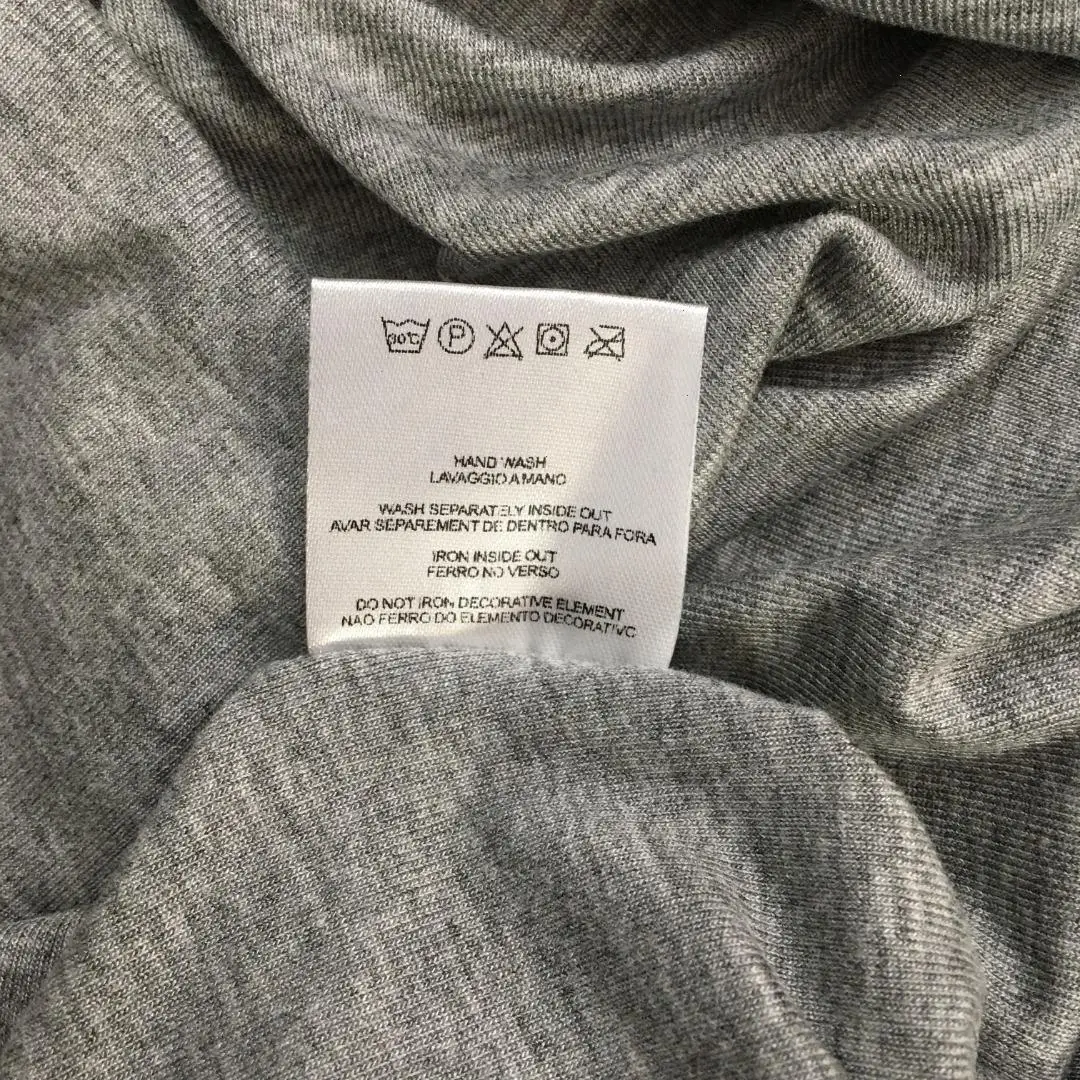 30°C P
HAND WASH
LAVAGGIO A MANO
WASH SEPARATELY INSIDE OUT
AVAR SEPAREMENT DE DENTRO PARA FORA
IRON INSIDE OUT
FERRO NO VERSO
DO NOT IRON DECORATIVE ELEMENT
NAO FERRO DO ELEMENTO DECORATIVO